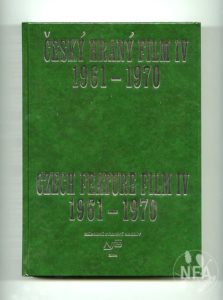 ČESKÝ HRANÝ FILM IV
1961 – 1970
CZECH FEATURE FILM IV
1961 – 1970
NFA